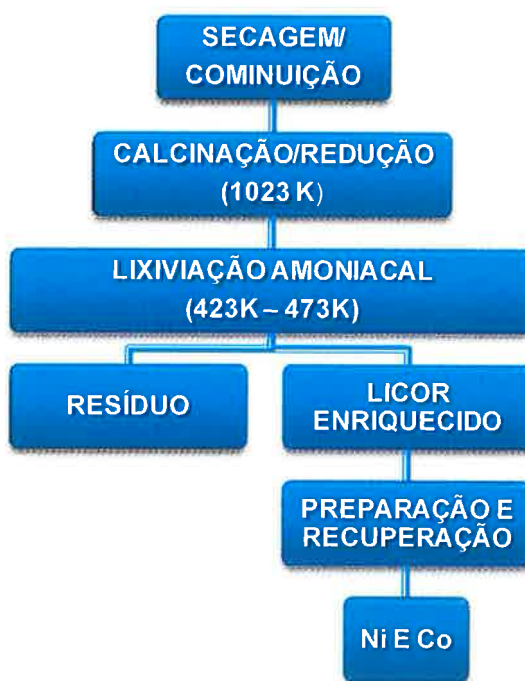 SECAGEM/
COMINUIÇÃO
CALCINAÇÃO/REDUÇÃO
(1023 K)
LIXIVIAÇÃO AMONIACAL
(423K – 473K)
RESÍDUO
LICOR
ENRIQUECIDO
PREPARAÇÃO E
RECUPERAÇÃO
Ni E Co